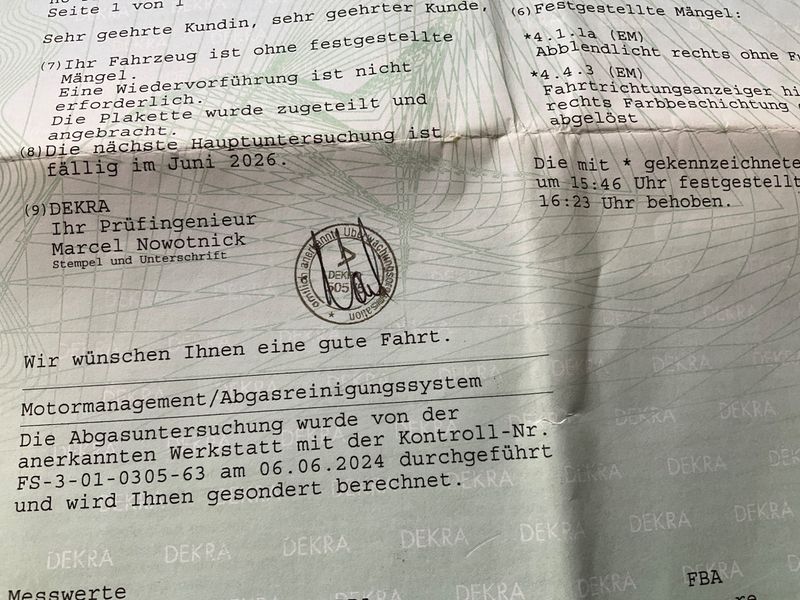 Seite 1 von 1
Sehr geehrte Kundin, sehr geehrter Kunde,
(7) Ihr Fahrzeug ist ohne festgestellte
Mängel.
Eine Wiedervorführung ist nicht
erforderlich.
Die Plakette wurde zugeteilt und
angebracht.
(8) Die nächste Hauptuntersuchung ist
fällig im Juni 2026.
(9) DEKRA
Ihr Prüfingenieur
Marcel Nowotnick
Stempel und Unterschrift
amtlich anerkannte Überwachungsorganisation
DEKRA
Wir wünschen Ihnen eine gute Fahrt.
Motormanagement/Abgasreinigungssystem
Die Abgasuntersuchung wurde von der
anerkannten Werkstatt mit der Kontroll-Nr.
FS-3-01-0305-63 am 06.06.2024 durchgeführt
und wird Ihnen gesondert berechnet.
Messwerte
(6) Festgestellte Mängel:
*4.1.1a (EM)
Abblendlicht rechts ohne
*4.4.3 (EM)
Fahrtrichtungsanzeiger
rechts Farbbeschichtung
abgelöst
Die mit * gekennzeichnete
um 15:46 Uhr festgestellt
16:23 Uhr behoben.
FBA
DEKRA DEKRA DEKRA DEKRA DEKRA DEKRA